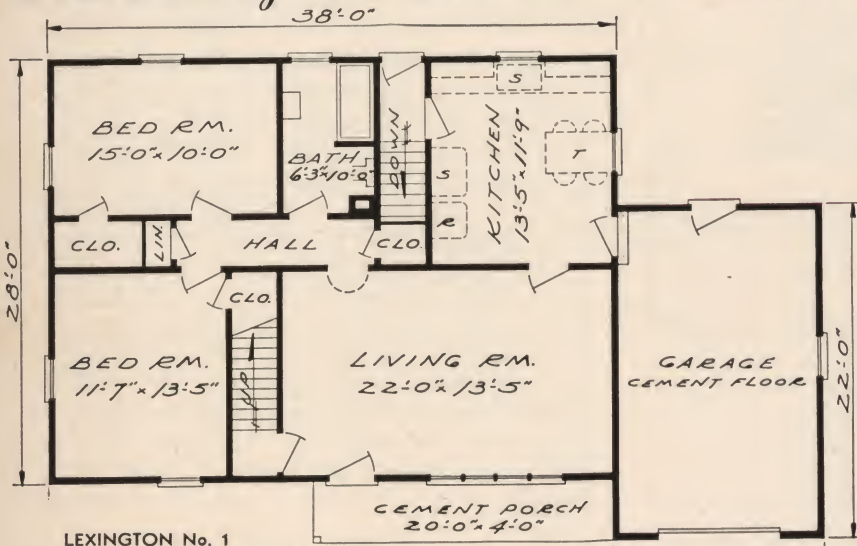 38'-0"
BED RM.
15'-0" x 10'-0"
BATH
6'-3" x 10'-0"
DOWN
S
S
R
KITCHEN
13'-5" x 11'-9"
T
CLO.
LIN.
HALL
CLO.
28'-0"
CLO.
BED RM.
11'-7" x 13'-5"
UP
LIVING RM.
22'-0" x 13'-5"
GARAGE
CEMENT FLOOR
22'-0"
CEMENT PORCH
20'-0" x 4'-0"
LEXINGTON No. 1